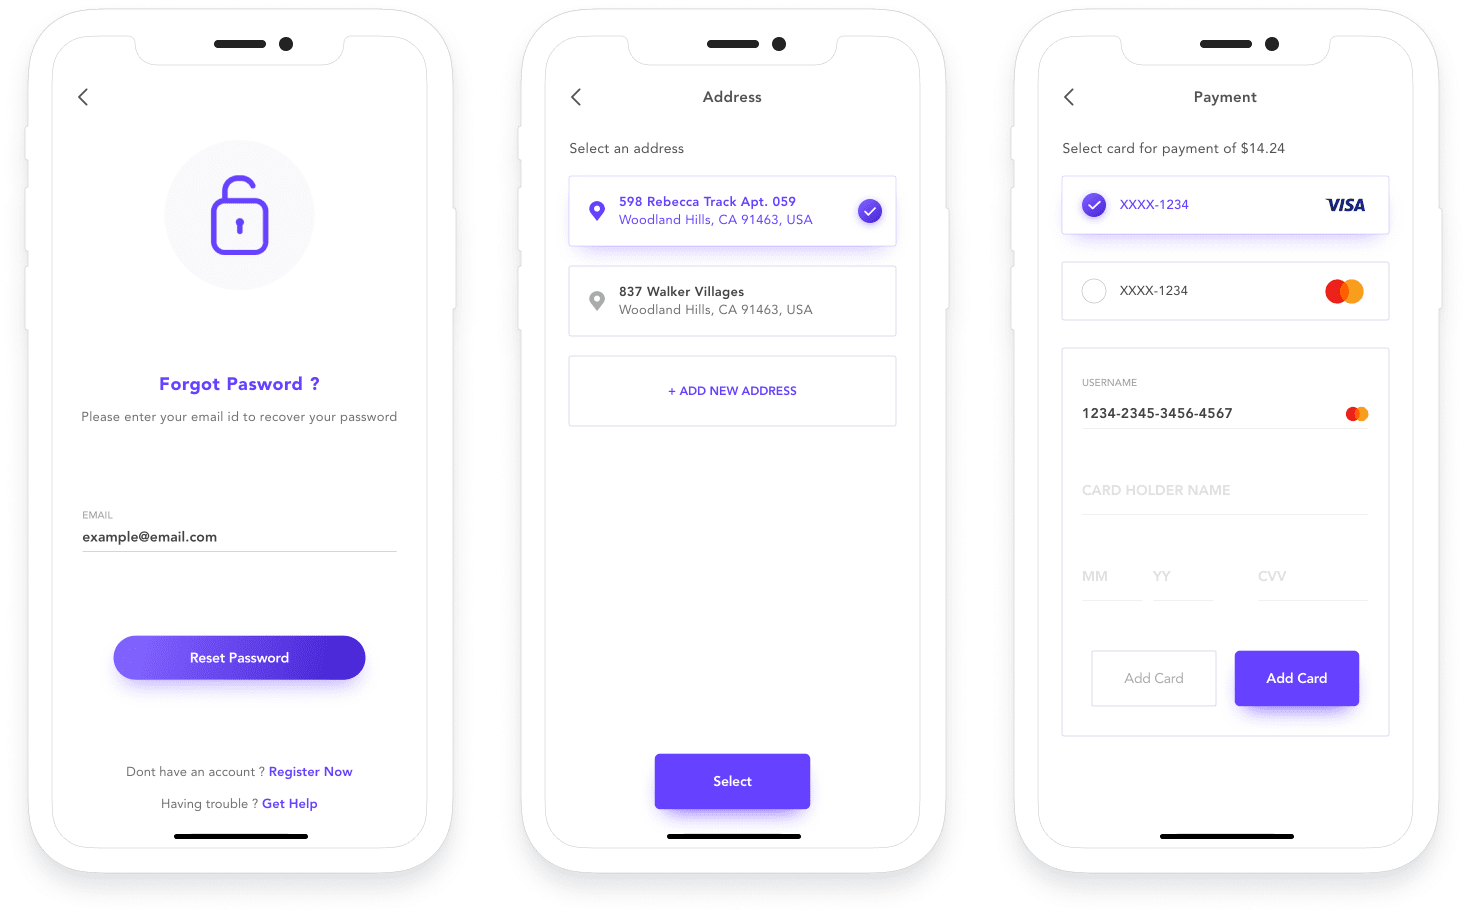 Forgot Pasword ?
Please enter your email id to recover your password
EMAIL
example@email.com
Reset Password
Dont have an account ? Register Now
Having trouble ? Get Help
Address
Select an address
598 Rebecca Track Apt. 059
Woodland Hills, CA 91463, USA
837 Walker Villages
Woodland Hills, CA 91463, USA
+ ADD NEW ADDRESS
Select
Payment
Select card for payment of $14.24
XXXX-1234 VISA
XXXX-1234
USERNAME
1234-2345-3456-4567
CARD HOLDER NAME
MM YY CVV
Add Card Add Card